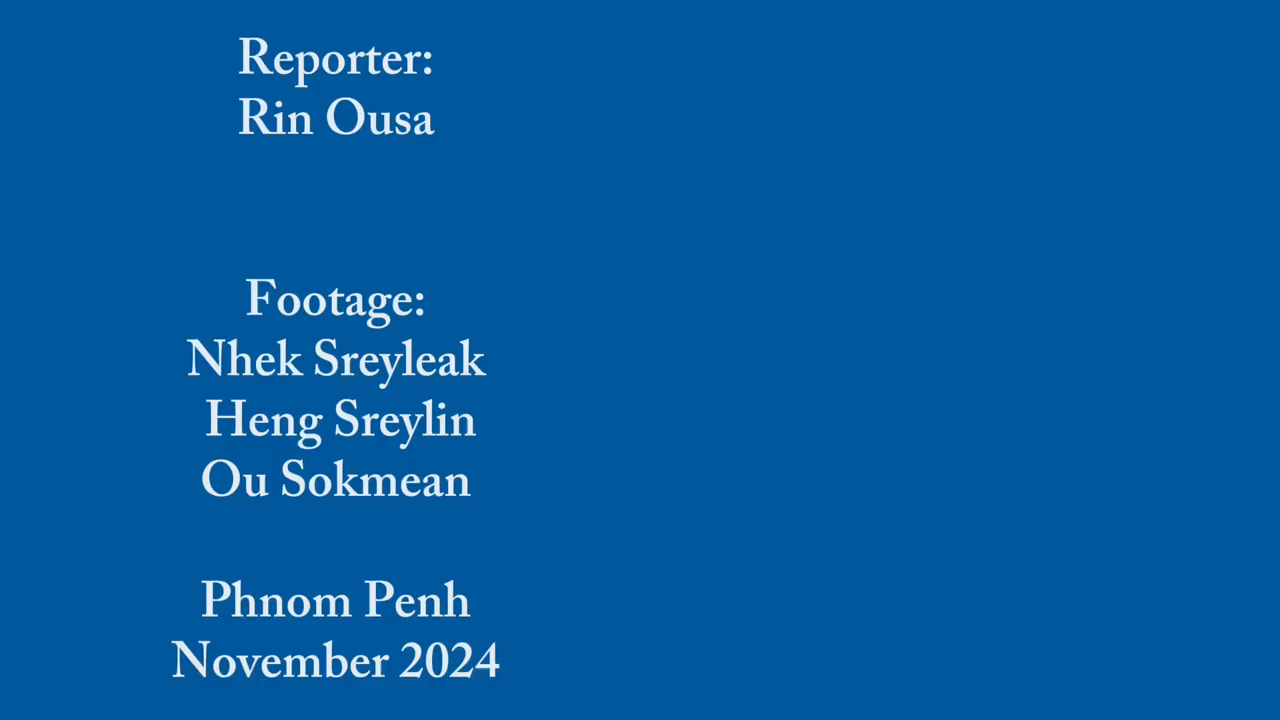 Reporter:
Rin Ousa
Footage:
Nhek Sreyleak
Heng Sreylin
Ou Sokmean
Phnom Penh
November 2024